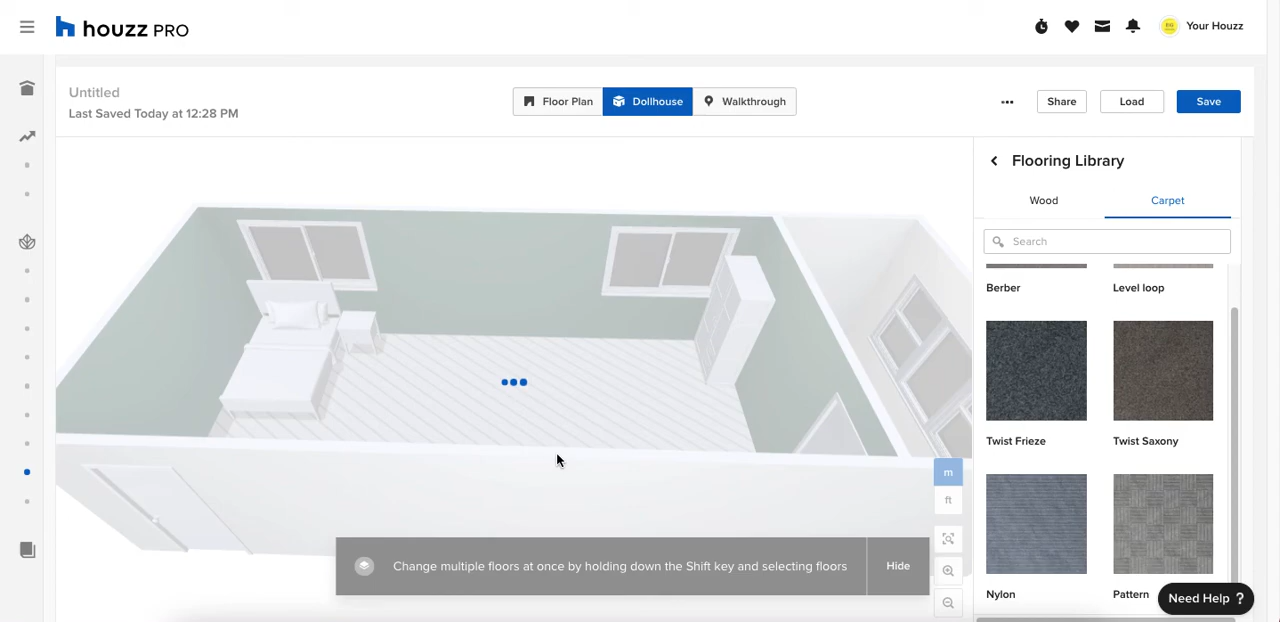 houzz PRO
Your Houzz
Untitled
Last Saved Today at 12:28 PM
Floor Plan
Dollhouse
Walkthrough
Share
Load
Save
Flooring Library
Wood
Carpet
Search
Berber
Level loop
Twist Frieze
Twist Saxony
Nylon
Pattern
m
ft
Change multiple floors at once by holding down the Shift key and selecting floors
Hide
Need Help ?